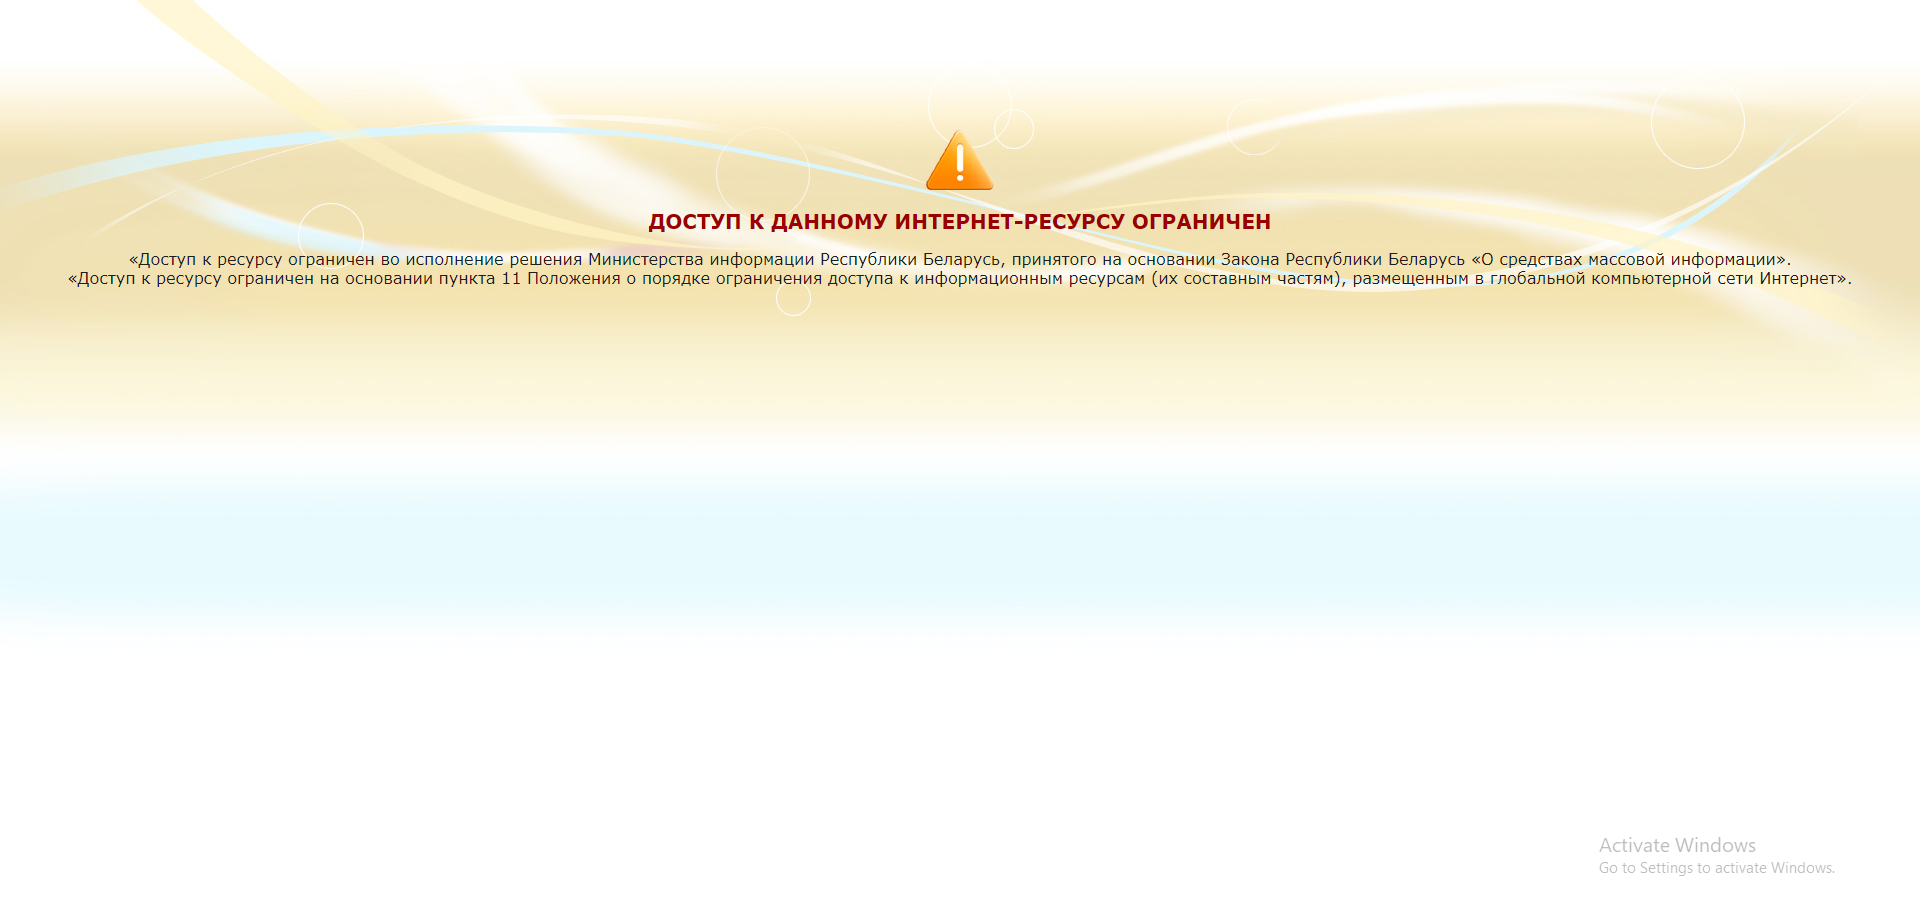 ДОСТУП К ДАННОМУ ИНТЕРНЕТ-РЕСУРСУ ОГРАНИЧЕН
«Доступ к ресурсу ограничен во исполнение решения Министерства информации Республики Беларусь, принятого на основании Закона Республики Беларусь «О средствах массовой информации».
«Доступ к ресурсу ограничен на основании пункта 11 Положения о порядке ограничения доступа к информационным ресурсам (их составным частям), размещенным в глобальной компьютерной сети Интернет».
Activate Windows
Go to Settings to activate Windows.